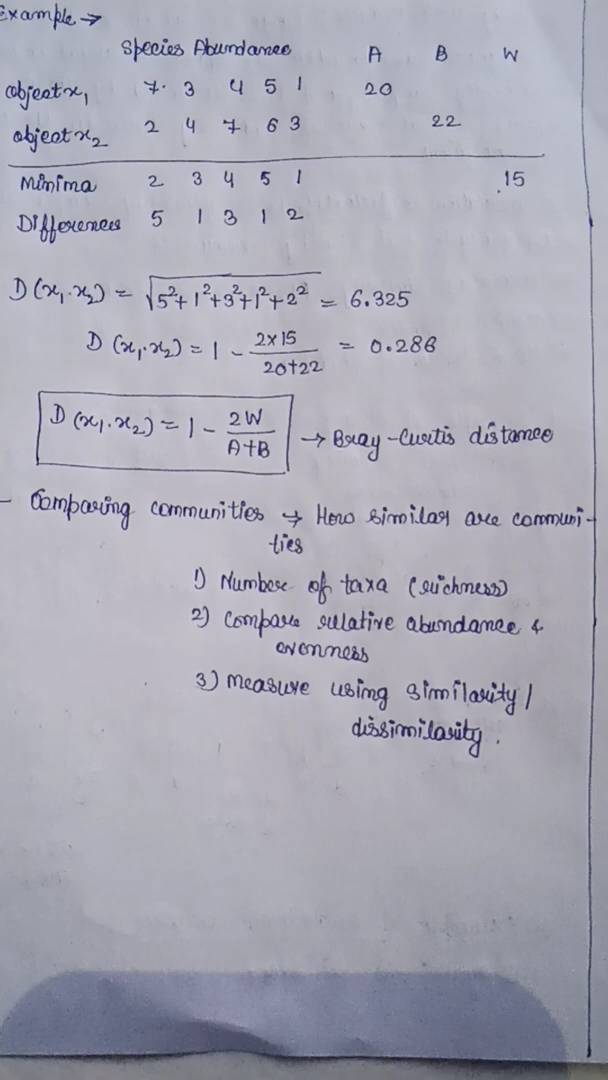 Example →
Species Abundance A B W
object x₁ 7. 3 4 5 1 20
object x₂ 2 4 7 6 3 22
Minima 2 3 4 5 1 .15
Differences 5 1 3 1 2
D(x₁.x₂) = √5²+1²+3²+1²+2² = 6.325
D(x₁.x₂) = 1 - 2x15/20+22 = 0.286
D(x₁.x₂) = 1 - 2W/A+B → Bray-Curtis distance
- Comparing communities → How similar are communi-
ties
1) Number of taxa (richness)
2) Compare relative abundance &
evenness
3) Measure using similarity/
dissimilarity.